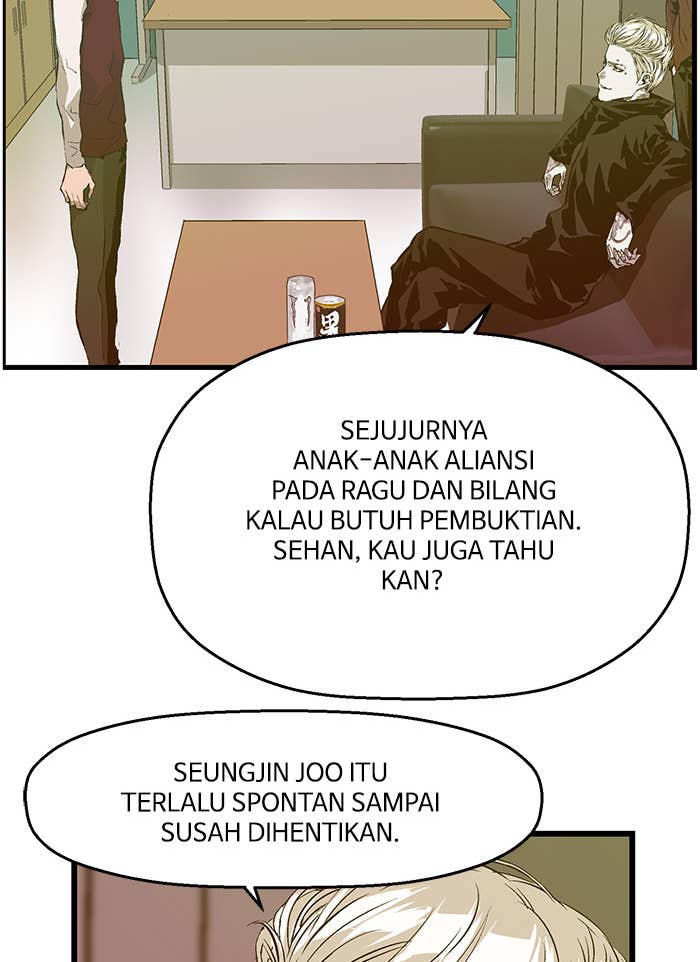 果
SEJUJURNYA
ANAK-ANAK ALIANSI
PADA RAGU DAN BILANG
KALAU BUTUH PEMBUKTIAN.
SEHAN, KAU JUGA TAHU
KAN?
SEUNGJIN JOO ITU
TERLALU SPONTAN SAMPAI
SUSAH DIHENTIKAN.